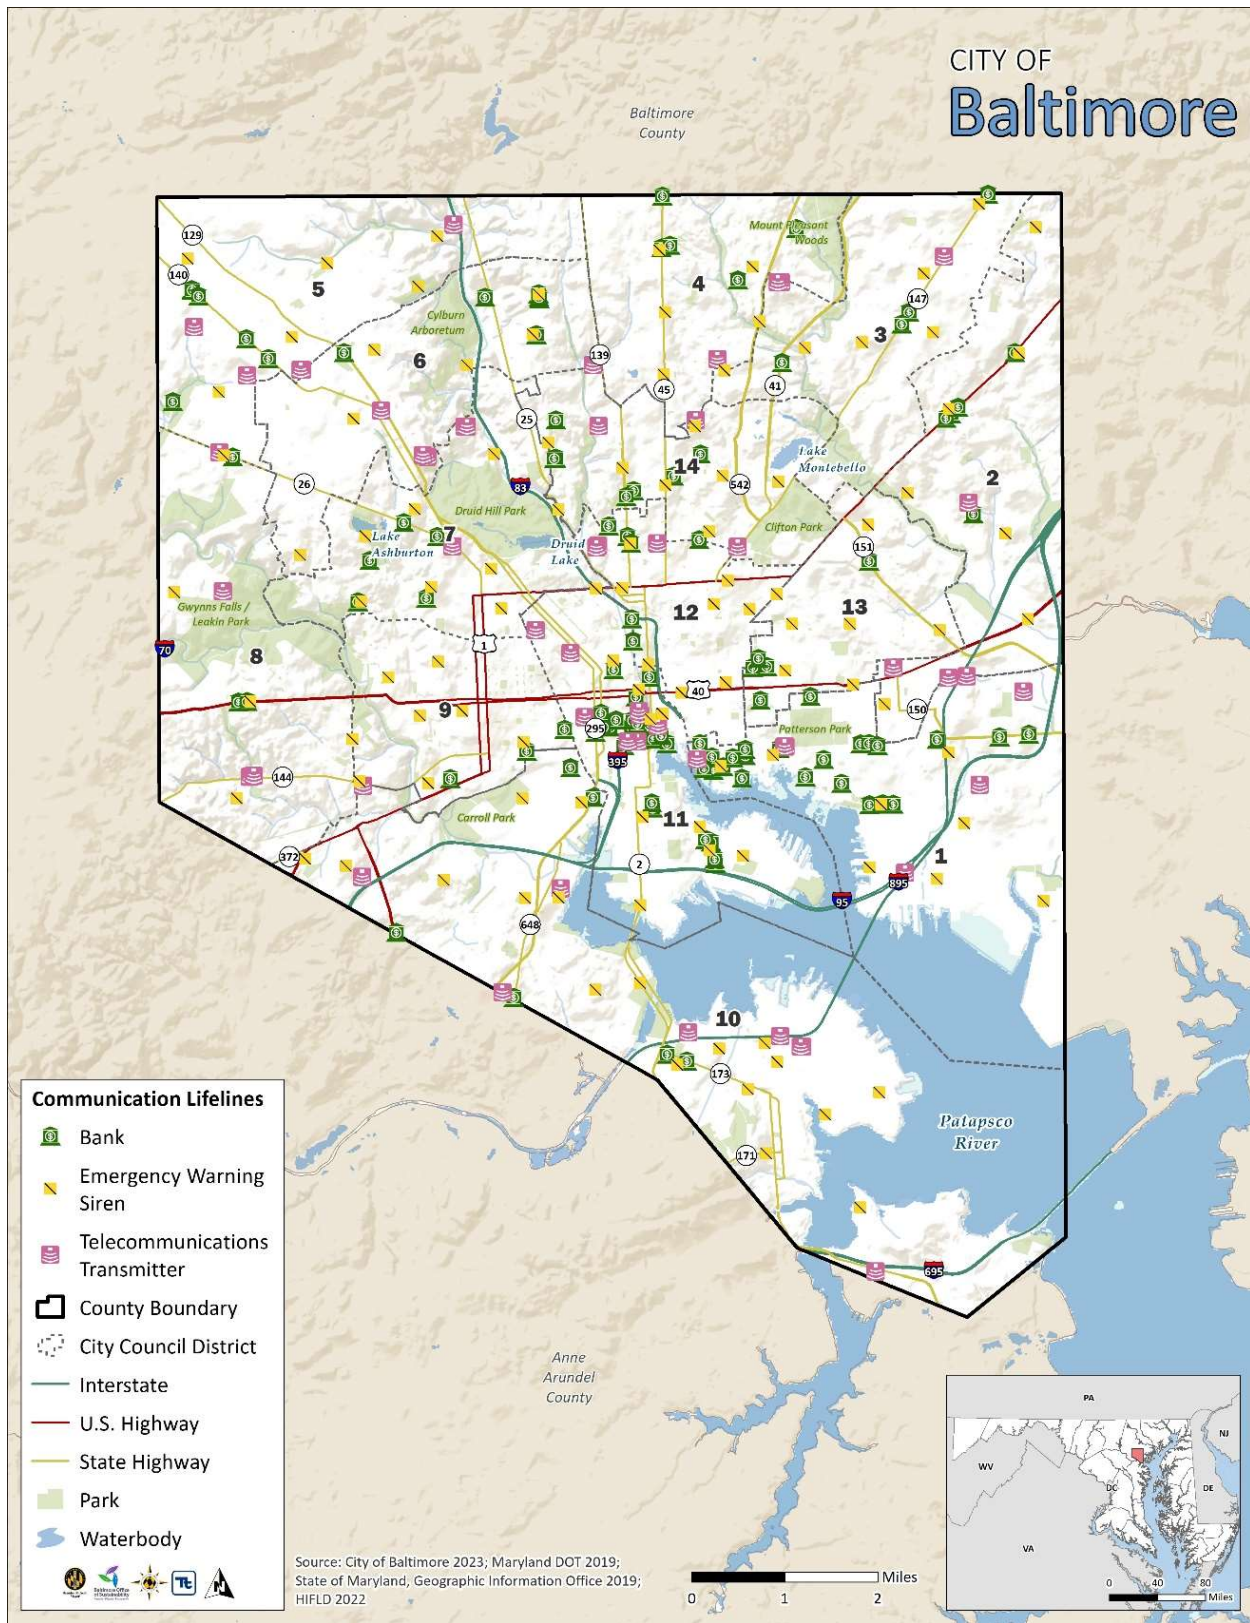 CITY OF
Baltimore
Baltimore
County
Mount Pleasant
Woods
129
140
5
4
147
3
Cylburn
Arboretum
6
139
45
41
25
14
Lake
Montebello
2
26
83
542
Druid Hill Park
Clifton Park
7
Lake
Ashburton
Druid
Lake
151
Gwynns Falls /
Leakin Park
12
13
70
8
1
40
9
295
150
Patterson Park
395
144
Carroll Park
11
372
2
1
895
95
648
10
173
171
Patapsco
River
695
Communication Lifelines
Bank
Emergency Warning
Siren
Telecommunications
Transmitter
County Boundary
City Council District
Interstate
U.S. Highway
State Highway
Park
Waterbody
Tt
N
Anne
Arundel
County
Source: City of Baltimore 2023; Maryland DOT 2019;
State of Maryland, Geographic Information Office 2019;
HIFLD 2022
Miles
0 1 2
PA
NJ
WV
DC
DE
VA
0 40 80
Miles